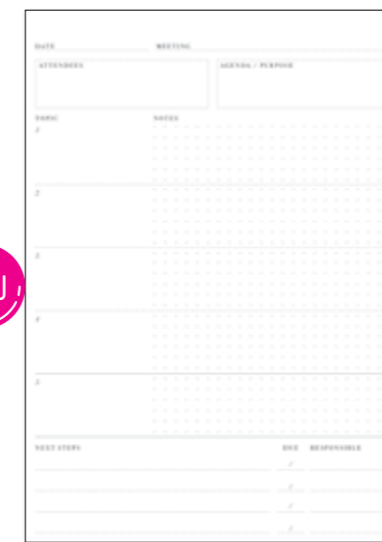 DATE MEETING
ATTENDEES AGENDA / PURPOSE
TOPIC NOTES
1
2
3
4
5
NEXT STEPS DUE RESPONSIBLE
/
/
/
/